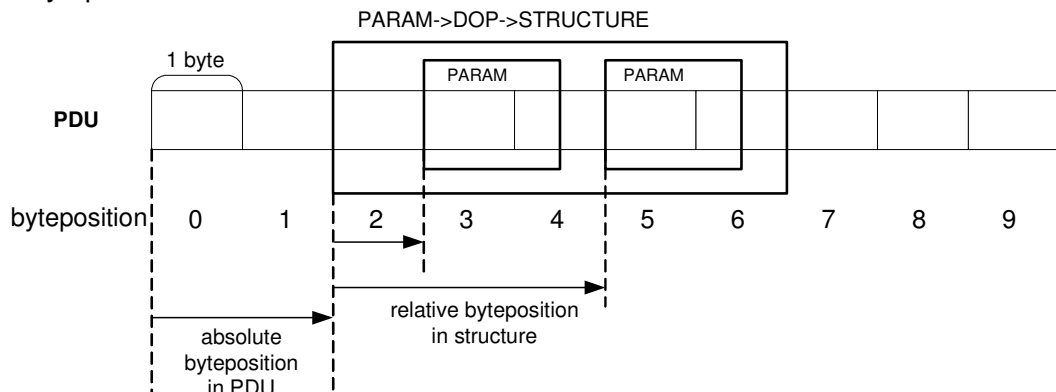 PARAM->DOP->STRUCTURE
1 byte
PARAM
PARAM
PDU
byteposition 0 1 2 3 4 5 6 7 8 9
relative byteposition
in structure
absolute
byteposition
in PDU